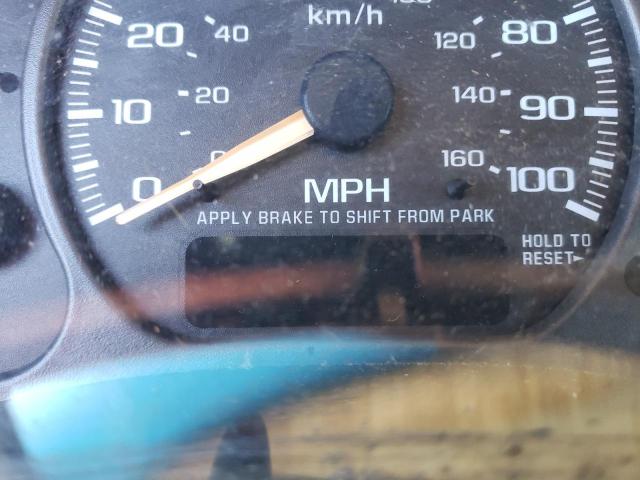 km/h
20 40 120 80
10 20 140 90
0 0 160 100
MPH
APPLY BRAKE TO SHIFT FROM PARK
HOLD TO
RESET